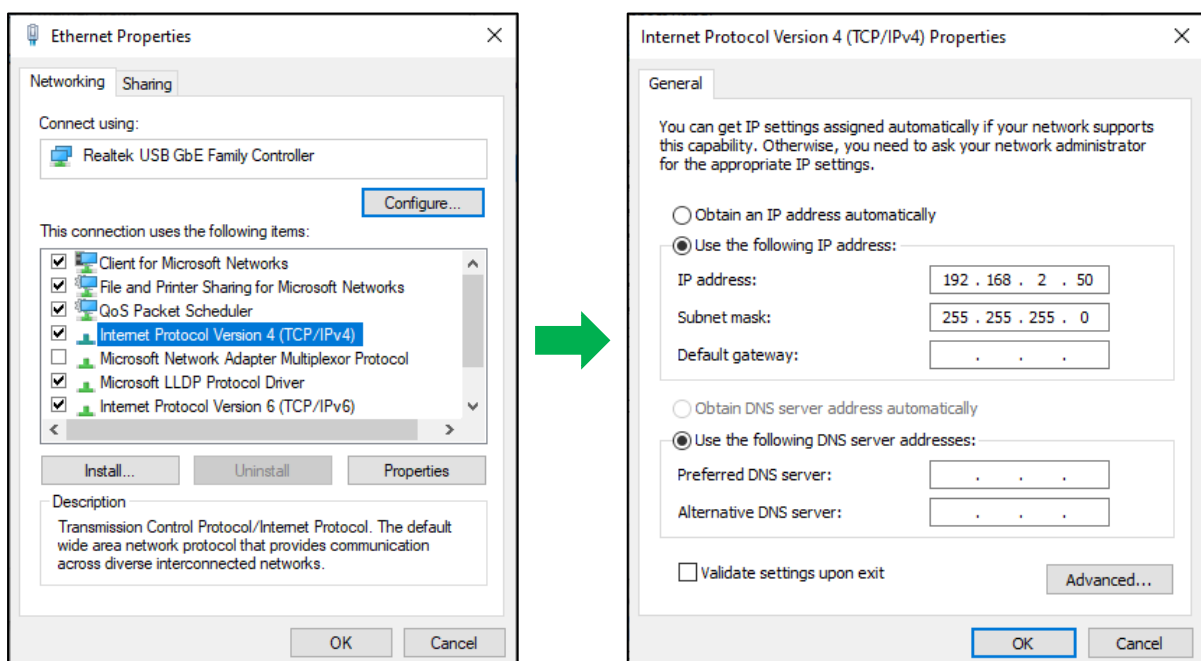 Ethernet Properties
Networking
Sharing
Connect using:
Realtek USB GbE Family Controller
Configure...
This connection uses the following items:
Client for Microsoft Networks
File and Printer Sharing for Microsoft Networks
QoS Packet Scheduler
Internet Protocol Version 4 (TCP/IPv4)
Microsoft Network Adapter Multiplexor Protocol
Microsoft LLDP Protocol Driver
Internet Protocol Version 6 (TCP/IPv6)
Install...
Uninstall
Properties
Description
Transmission Control Protocol/Internet Protocol. The default
wide area network protocol that provides communication
across diverse interconnected networks.
OK
Cancel
Internet Protocol Version 4 (TCP/IPv4) Properties
General
You can get IP settings assigned automatically if your network supports
this capability. Otherwise, you need to ask your network administrator
for the appropriate IP settings.
Obtain an IP address automatically
Use the following IP address:
IP address:
192 . 168 . 2 . 50
Subnet mask:
255 . 255 . 255 . 0
Default gateway:
. . .
Obtain DNS server address automatically
Use the following DNS server addresses:
Preferred DNS server:
. . .
Alternative DNS server:
. . .
Validate settings upon exit
Advanced...
OK
Cancel